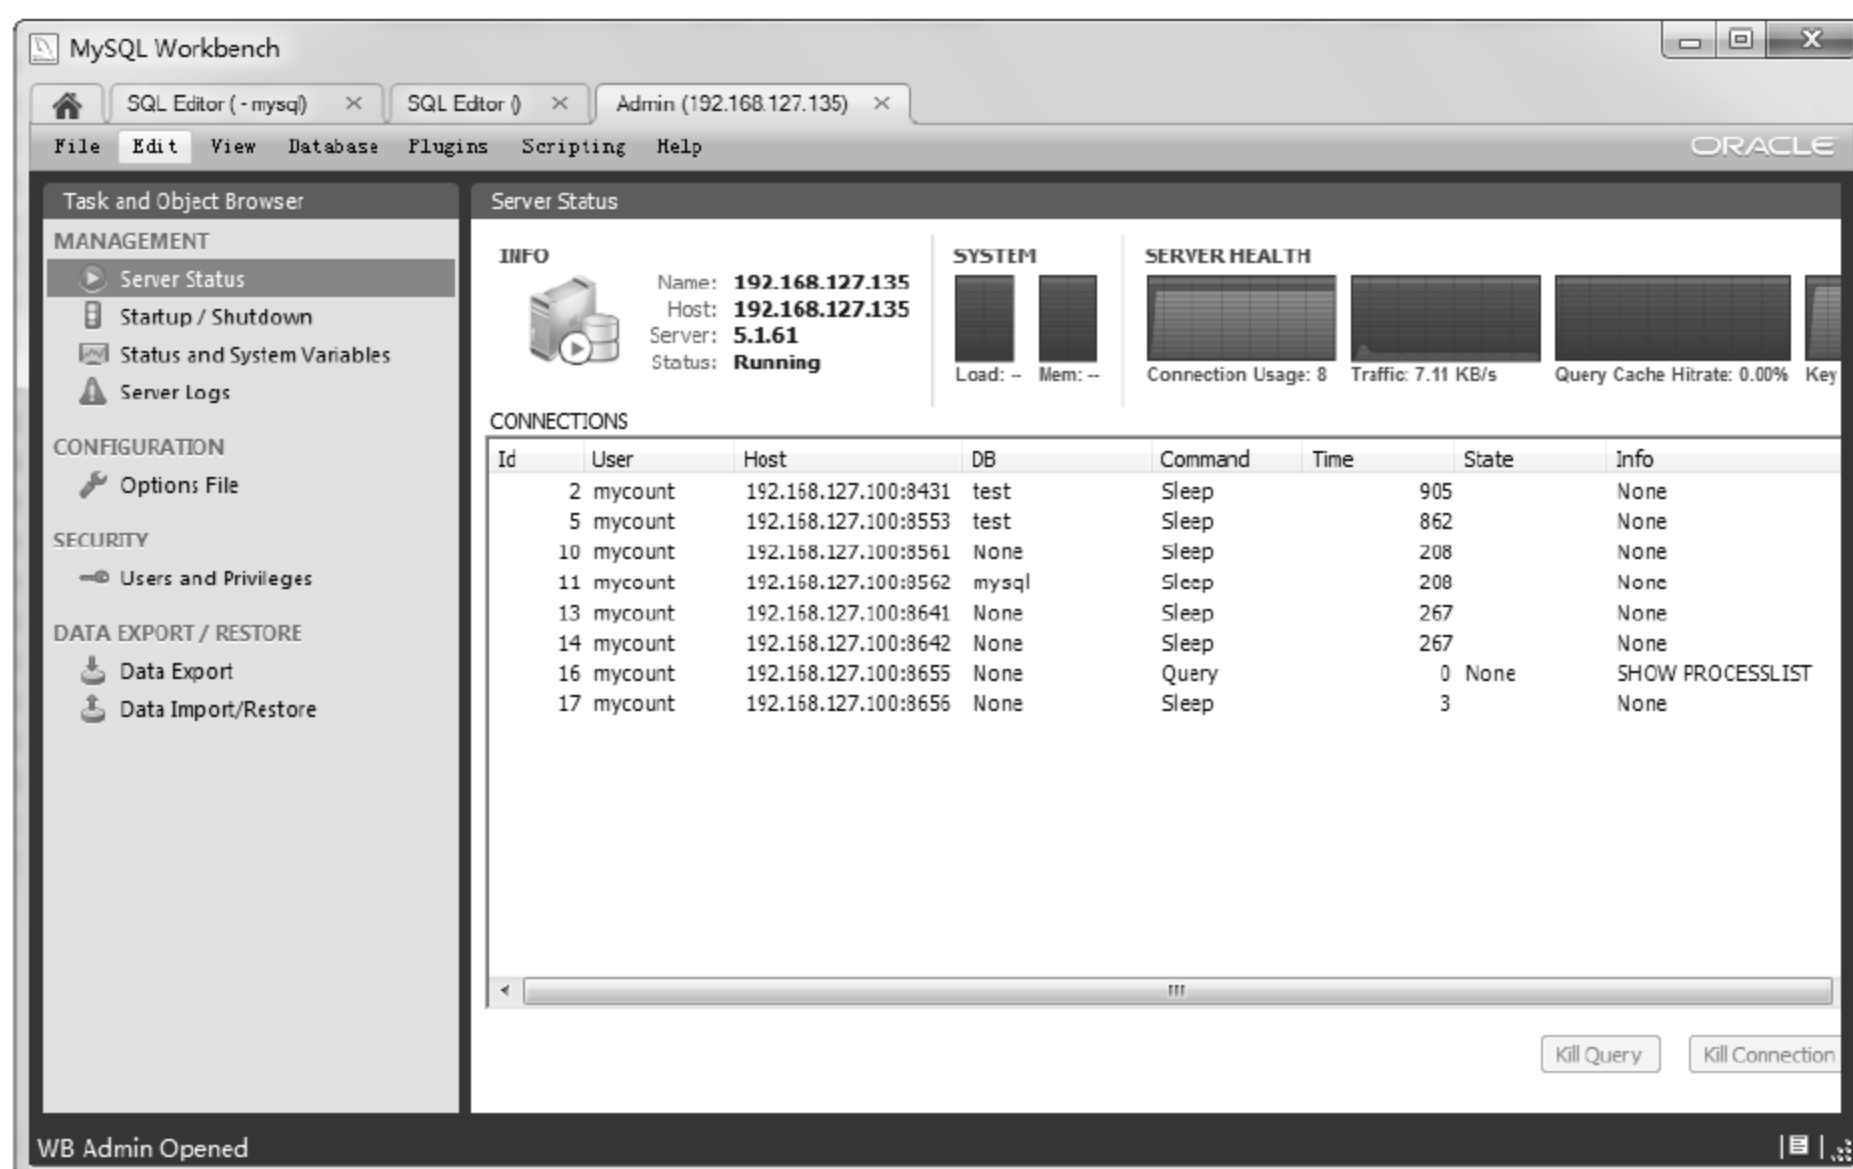 MySQL Workbench
SQL Editor ( - mysql) SQL Editor () Admin (192.168.127.135)
File Edit View Database Plugins Scripting Help ORACLE
Task and Object Browser
MANAGEMENT
Server Status
Startup / Shutdown
Status and System Variables
Server Logs
CONFIGURATION
Options File
SECURITY
Users and Privileges
DATA EXPORT / RESTORE
Data Export
Data Import/Restore
Server Status
INFO
Name: 192.168.127.135
Host: 192.168.127.135
Server: 5.1.61
Status: Running
SYSTEM
Load: -- Mem: --
SERVER HEALTH
Connection Usage: 8 Traffic: 7.11 KB/s Query Cache Hitrate: 0.00% Key
CONNECTIONS
Id User Host DB Command Time State Info
2 mycount 192.168.127.100:8431 test Sleep 905 None
5 mycount 192.168.127.100:8553 test Sleep 862 None
10 mycount 192.168.127.100:8561 None Sleep 208 None
11 mycount 192.168.127.100:8562 mysql Sleep 208 None
13 mycount 192.168.127.100:8641 None Sleep 267 None
14 mycount 192.168.127.100:8642 None Sleep 267 None
16 mycount 192.168.127.100:8655 None Query 0 None SHOW PROCESSLIST
17 mycount 192.168.127.100:8656 None Sleep 3 None
Kill Query Kill Connection
WB Admin Opened